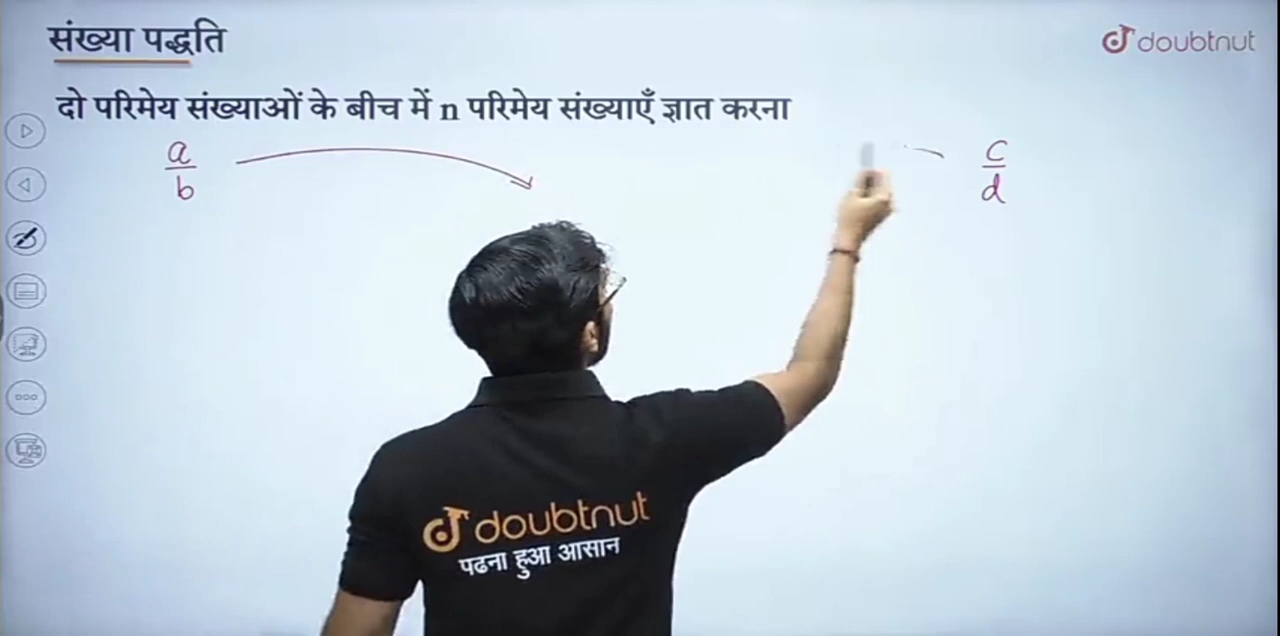 संख्या पद्धति
doubtnut
दो परिमेय संख्याओं के बीच में n परिमेय संख्याएँ ज्ञात करना
a/b
c/d
doubtnut
पढना हुआ आसान